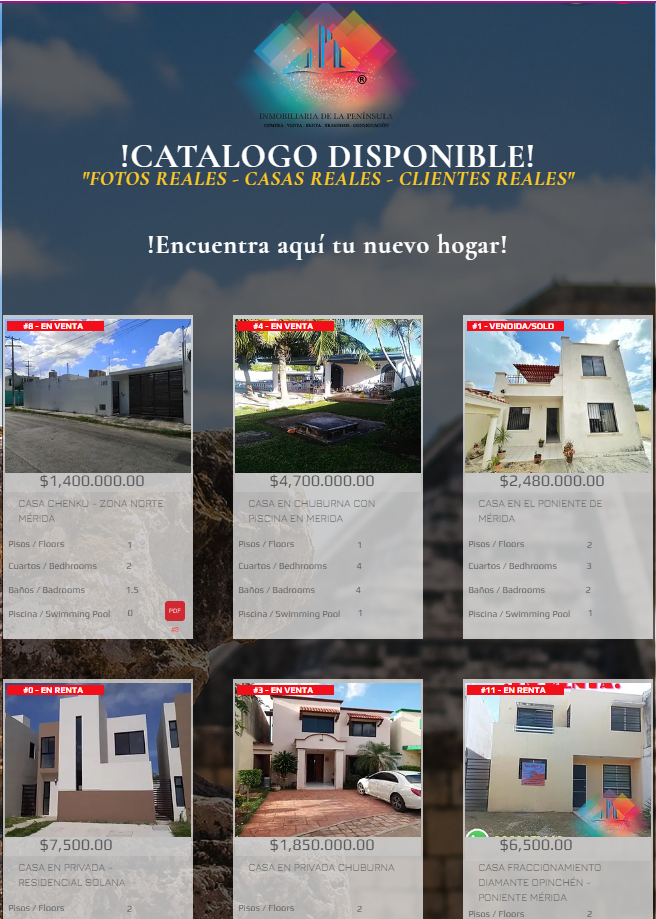 ®
INMOBILIARIA DE LA PENÍNSULA
!CATALOGO DISPONIBLE!
"FOTOS REALES - CASAS REALES - CLIENTES REALES"
!Encuentra aquí tu nuevo hogar!
#8 - EN VENTA
$1,400.000.00
CASA CHENKU - ZONA NORTE
MÉRIDA
Pisos / Floors 1
Cuartos / Bedhrooms 2
Baños / Badrooms 1.5
Piscina / Swimming Pool 0
PDF
#8
#4 - EN VENTA
$4,700.000.00
CASA EN CHUBURNA CON
PISCINA EN MERIDA
Pisos / Floors 1
Cuartos / Bedhrooms 4
Baños / Badrooms 4
Piscina / Swimming Pool 1
#1 - VENDIDA/SOLD
$2,480.000.00
CASA EN EL PONIENTE DE
MÉRIDA
Pisos / Floors 2
Cuartos / Bedhrooms 3
Baños / Badrooms 2
Piscina / Swimming Pool 1
#0 - EN RENTA
$7,500.00
CASA EN PRIVADA -
RESIDENCIAL SOLANA
Pisos / Floors 2
#3 - EN VENTA
$1,850.000.00
CASA EN PRIVADA CHUBURNA
Pisos / Floors 2
#11 - EN RENTA
$6,500.00
CASA FRACCIONAMIENTO
DIAMANTE OPINCHÉN -
PONIENTE MÉRIDA
Pisos / Floors 2